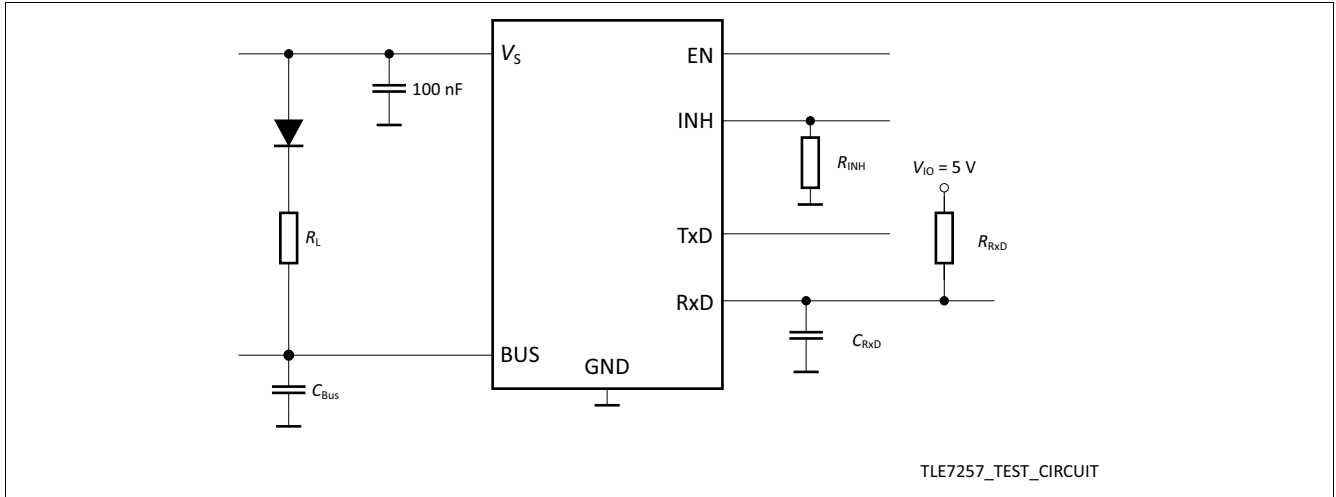 VS
EN
100 nF
INH
RINH
VIO = 5 V
RL
TxD
RRxD
RxD
CRxD
BUS
GND
CBus
TLE7257_TEST_CIRCUIT